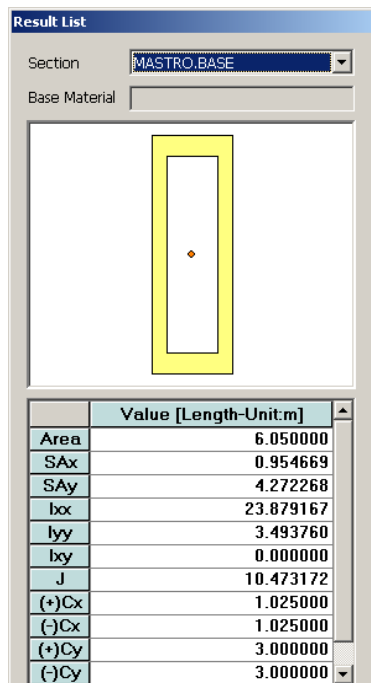 Result List
Section MASTRO.BASE
Base Material
Value [Length-Unit:m]
Area 6.050000
SAx 0.954669
SAy 4.272268
Ixx 23.879167
Iyy 3.493760
Ixy 0.000000
J 10.473172
(+)Cx 1.025000
(-)Cx 1.025000
(+)Cy 3.000000
(-)Cy 3.000000